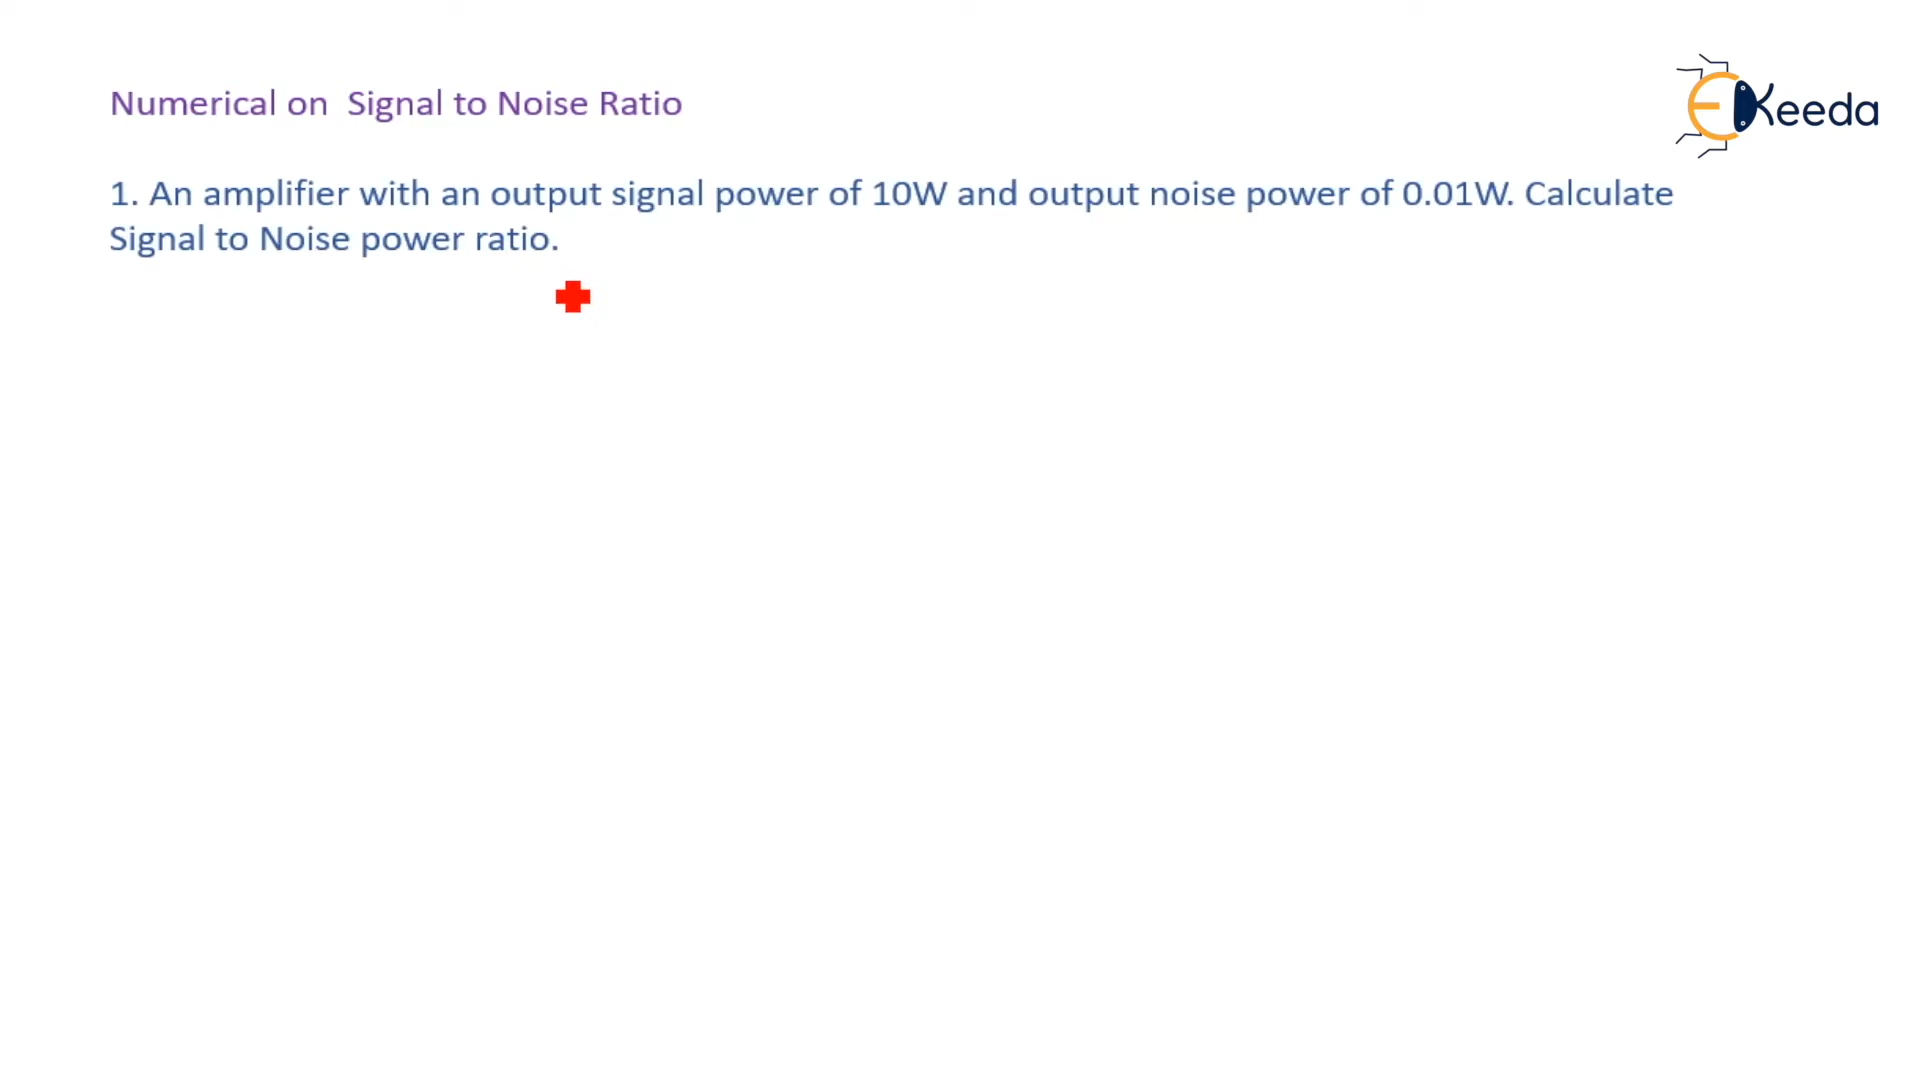 Numerical on  Signal to Noise Ratio
EKeeda
1. An amplifier with an output signal power of 10W and output noise power of 0.01W. Calculate
Signal to Noise power ratio.